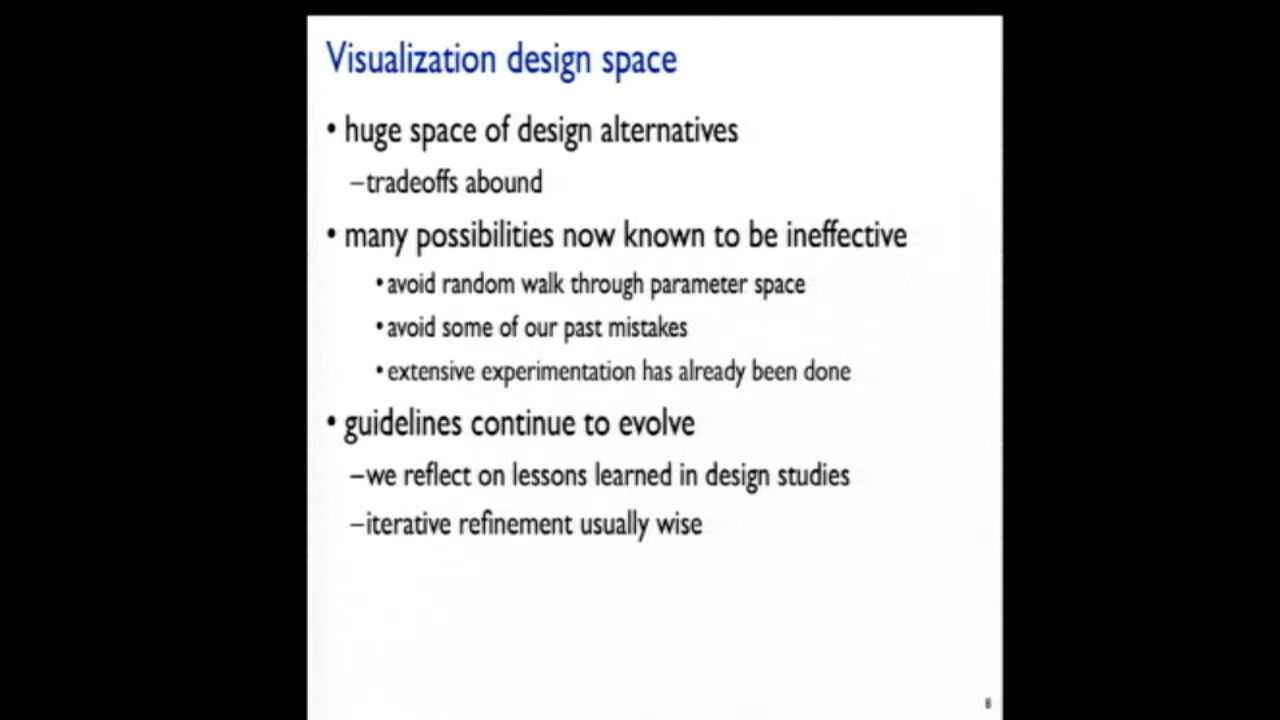 Visualization design space
• huge space of design alternatives
–tradeoffs abound
• many possibilities now known to be ineffective
• avoid random walk through parameter space
• avoid some of our past mistakes
• extensive experimentation has already been done
• guidelines continue to evolve
–we reflect on lessons learned in design studies
–iterative refinement usually wise
8